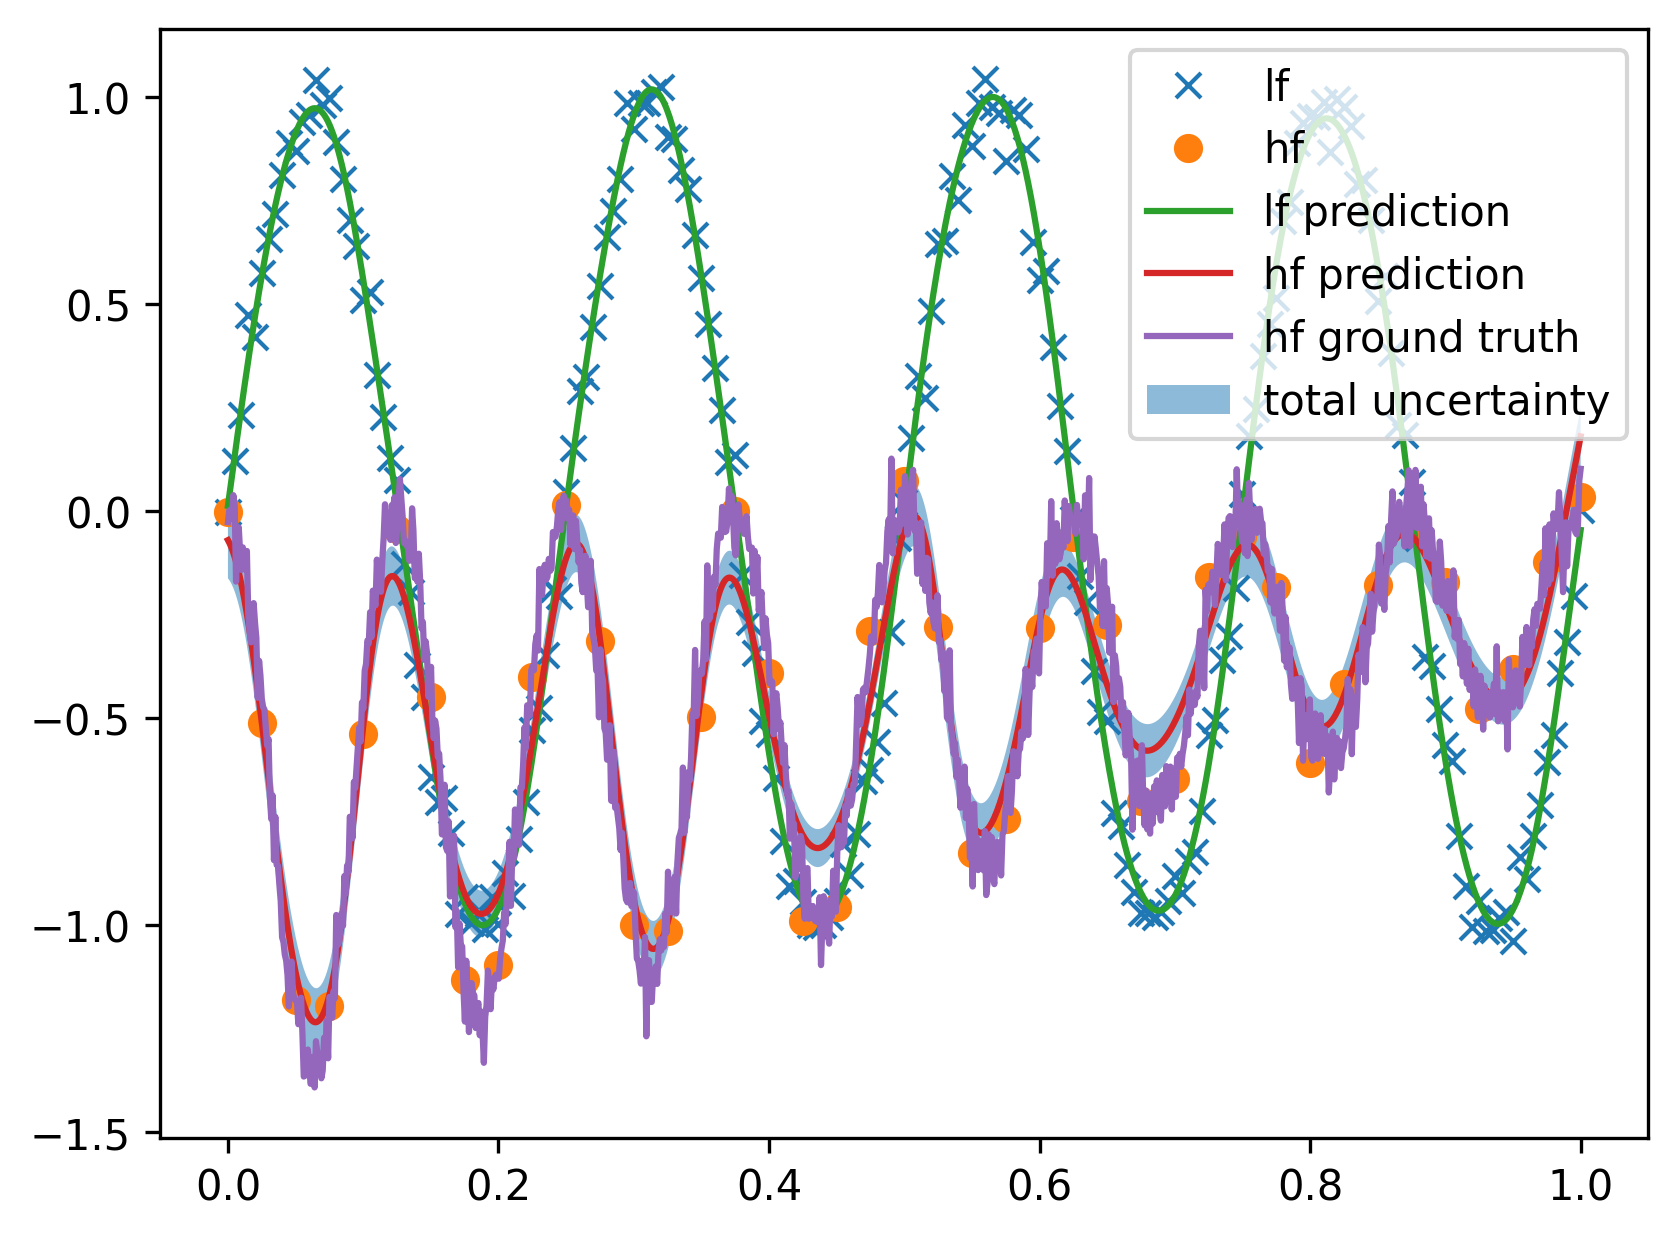 1.0
0.5
0.0
−0.5
−1.0
−1.5
0.0 0.2 0.4 0.6 0.8 1.0
lf
hf
lf prediction
hf prediction
hf ground truth
total uncertainty